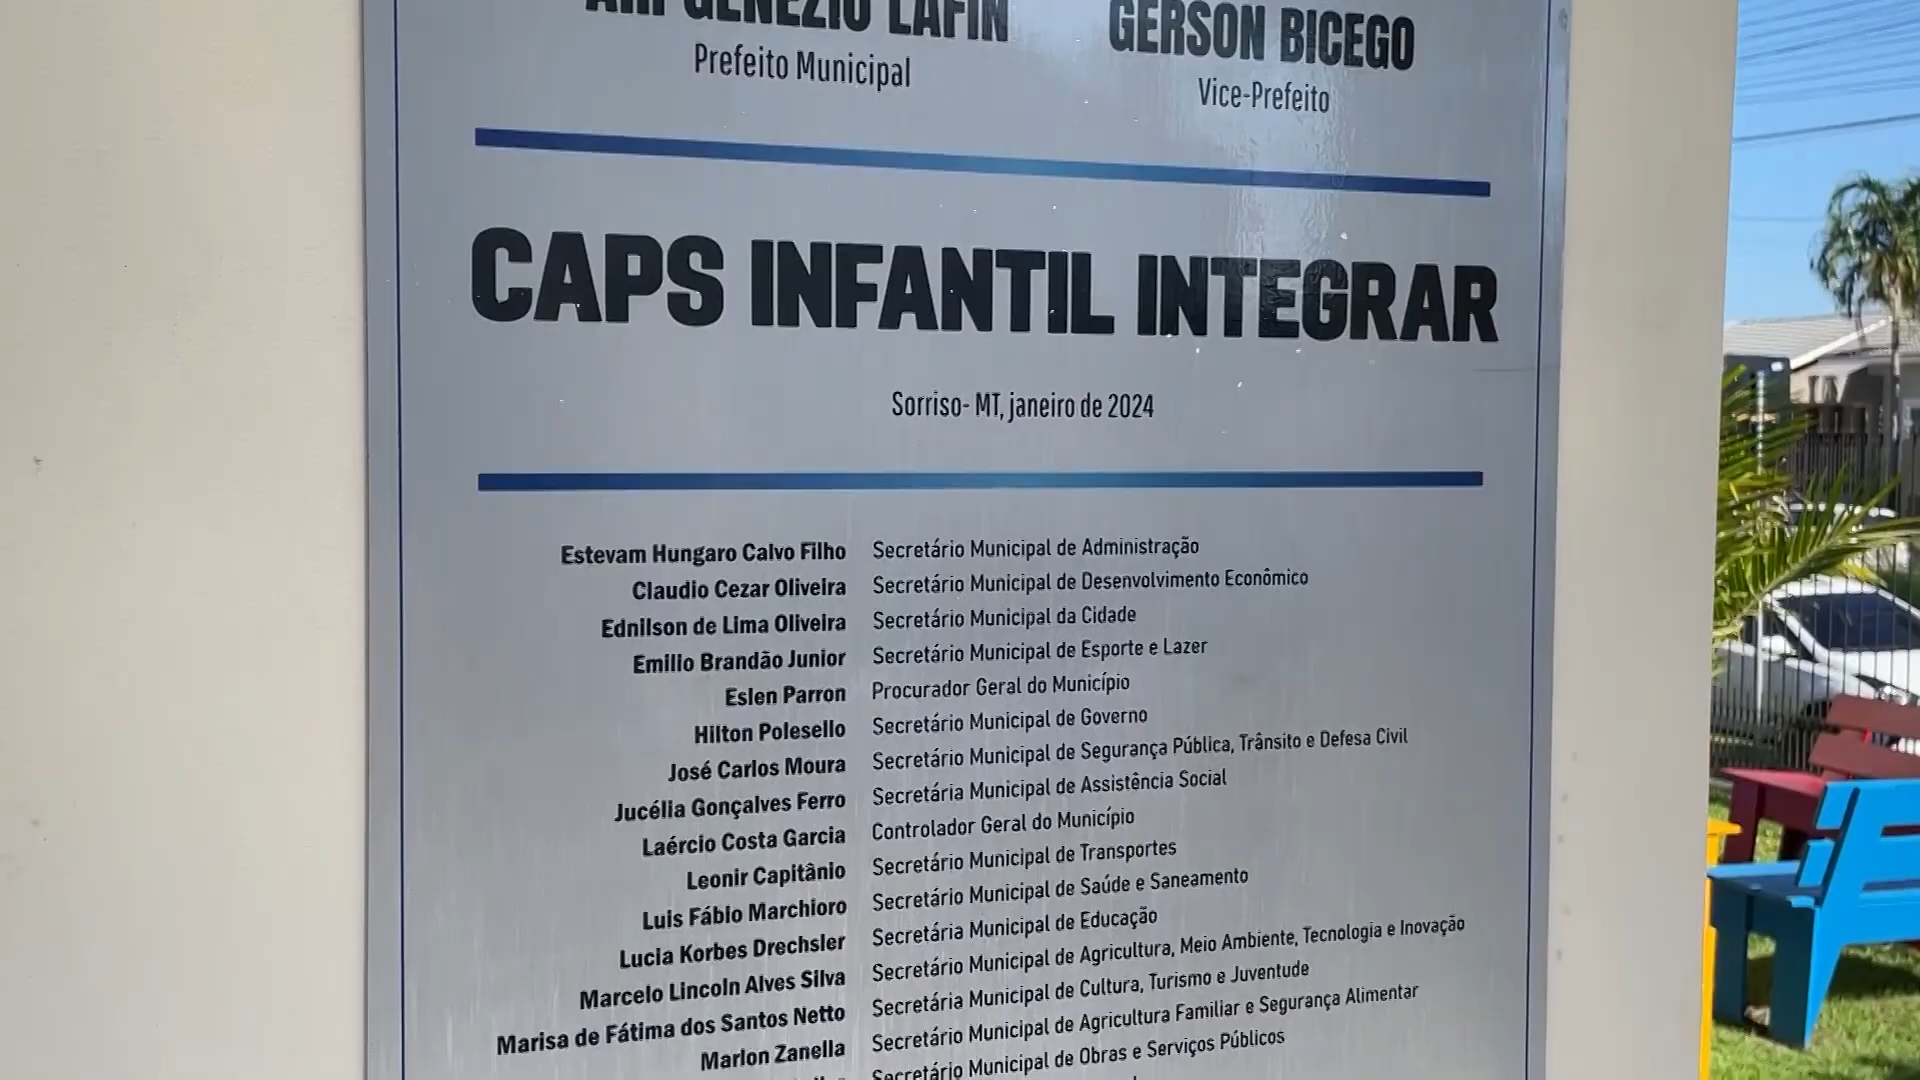 GENEZIO LAFIN
Prefeito Municipal
GERSON BICEGO
Vice-Prefeito
CAPS INFANTIL INTEGRAR
Sorriso- MT, janeiro de 2024
Estevam Hungaro Calvo Filho Secretário Municipal de Administração
Claudio Cezar Oliveira Secretário Municipal de Desenvolvimento Econômico
Ednilson de Lima Oliveira Secretário Municipal da Cidade
Emilio Brandão Junior Secretário Municipal de Esporte e Lazer
Eslen Parron Procurador Geral do Município
Hilton Polesello Secretário Municipal de Governo
José Carlos Moura Secretário Municipal de Segurança Pública, Trânsito e Defesa Civil
Jucélia Gonçalves Ferro Secretária Municipal de Assistência Social
Laércio Costa Garcia Controlador Geral do Município
Leonir Capitânio Secretário Municipal de Transportes
Luis Fábio Marchioro Secretário Municipal de Saúde e Saneamento
Lucia Korbes Drechsler Secretária Municipal de Educação
Marcelo Lincoln Alves Silva Secretário Municipal de Agricultura, Meio Ambiente, Tecnologia e Inovação
Marisa de Fátima dos Santos Netto Secretária Municipal de Cultura, Turismo e Juventude
Marlon Zanella Secretário Municipal de Agricultura Familiar e Segurança Alimentar
Secretário Municipal de Obras e Serviços Públicos